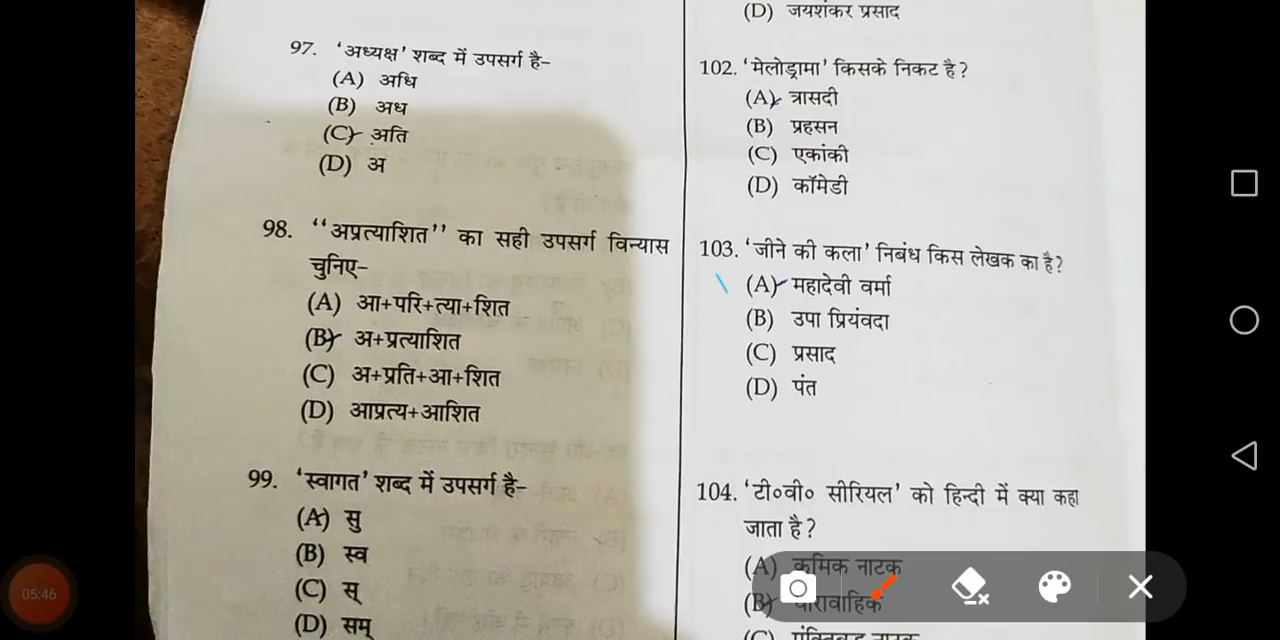 97. 'अध्यक्ष' शब्द में उपसर्ग है-
(A) अधि
(B) अध
(C) अति
(D) अ
98. "अप्रत्याशित" का सही उपसर्ग विन्यास
चुनिए-
(A) आ+परि+त्या+शित
(B) अ+प्रत्याशित
(C) अ+प्रति+आ+शित
(D) आप्रत्य+आशित
99. 'स्वागत' शब्द में उपसर्ग है-
(A) सु
(B) स्व
(C) स्
(D) सम्
(D) जयशंकर प्रसाद
102. 'मेलोड्रामा' किसके निकट है?
(A) त्रासदी
(B) प्रहसन
(C) एकांकी
(D) कॉमेडी
103. 'जीने की कला' निबंध किस लेखक का है?
(A) महादेवी वर्मा
(B) उपा प्रियंवदा
(C) प्रसाद
(D) पंत
104. 'टी०वी० सीरियल' को हिन्दी में क्या कहा
जाता है?
(A) क्रमिक नाटक
(B) धारावाहिक
(C)
05:46